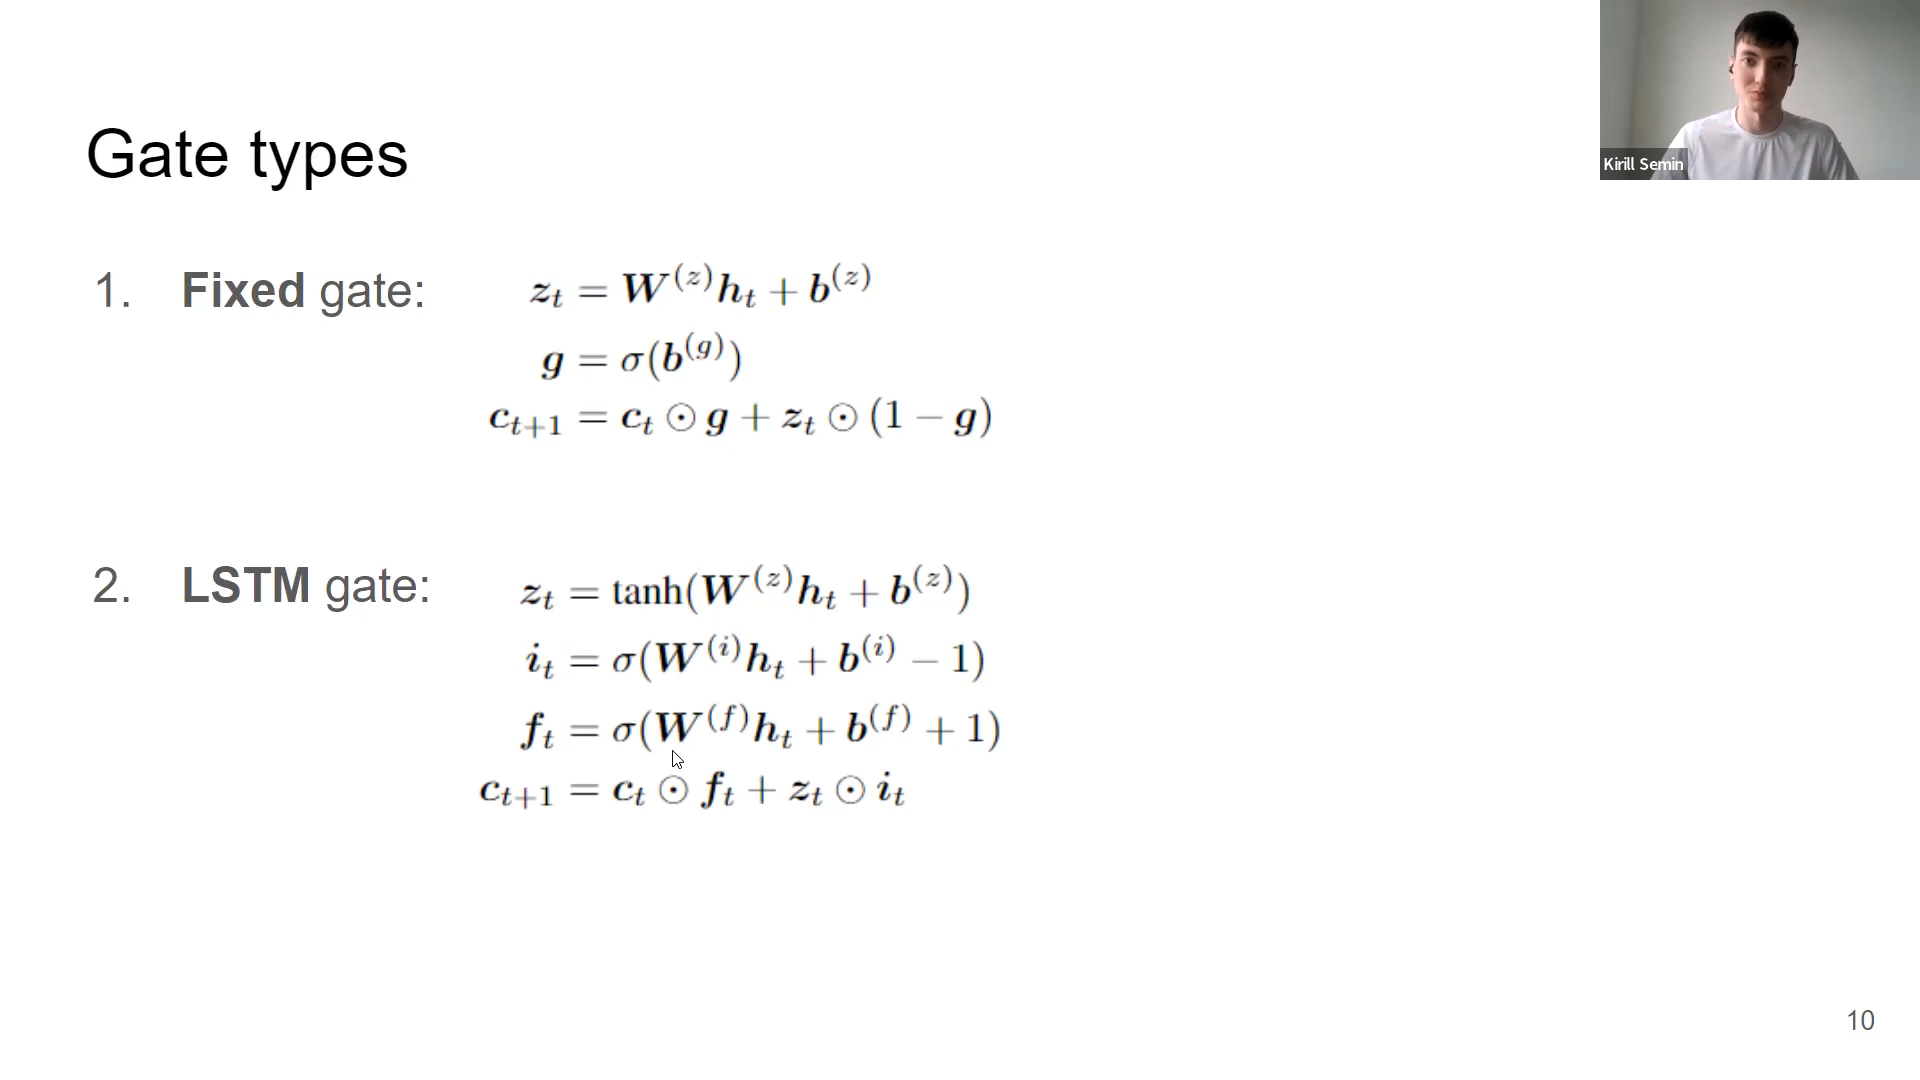 Kirill Semin
Gate types
1. Fixed gate:
z_t = W^(z) h_t + b^(z)
g = σ(b^(g))
c_{t+1} = c_t ⊙ g + z_t ⊙ (1 − g)
2. LSTM gate:
z_t = tanh(W^(z) h_t + b^(z))
i_t = σ(W^(i) h_t + b^(i) − 1)
f_t = σ(W^(f) h_t + b^(f) + 1)
c_{t+1} = c_t ⊙ f_t + z_t ⊙ i_t
10